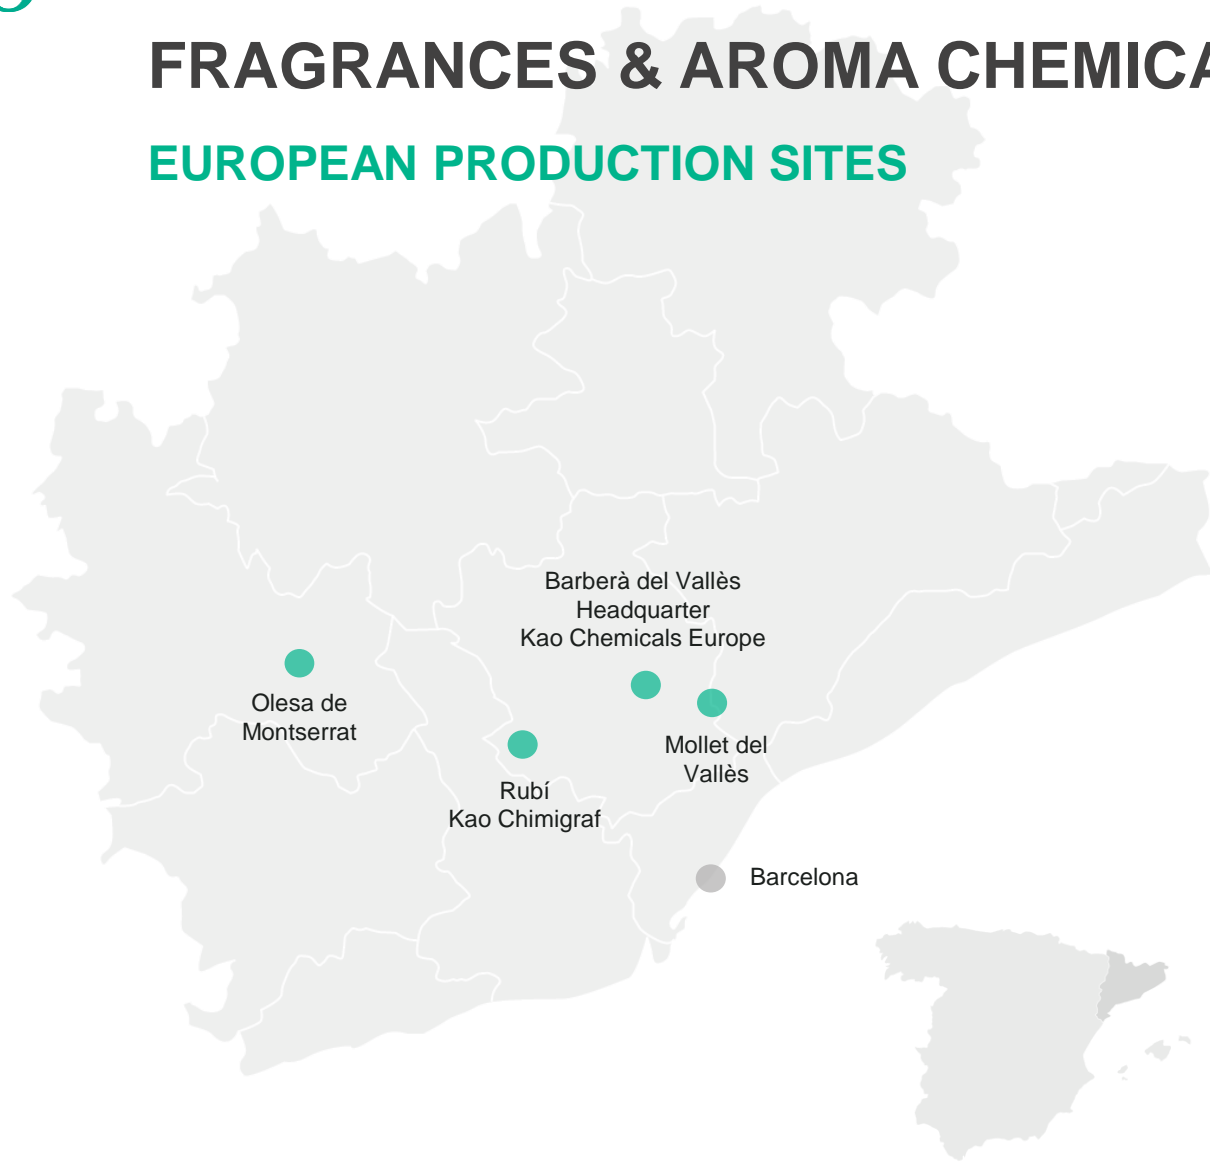 FRAGRANCES & AROMA CHEMICA
EUROPEAN PRODUCTION SITES
Barberà del Vallès
Headquarter
Kao Chemicals Europe
Olesa de
Montserrat
Mollet del
Vallès
Rubí
Kao Chimigraf
Barcelona